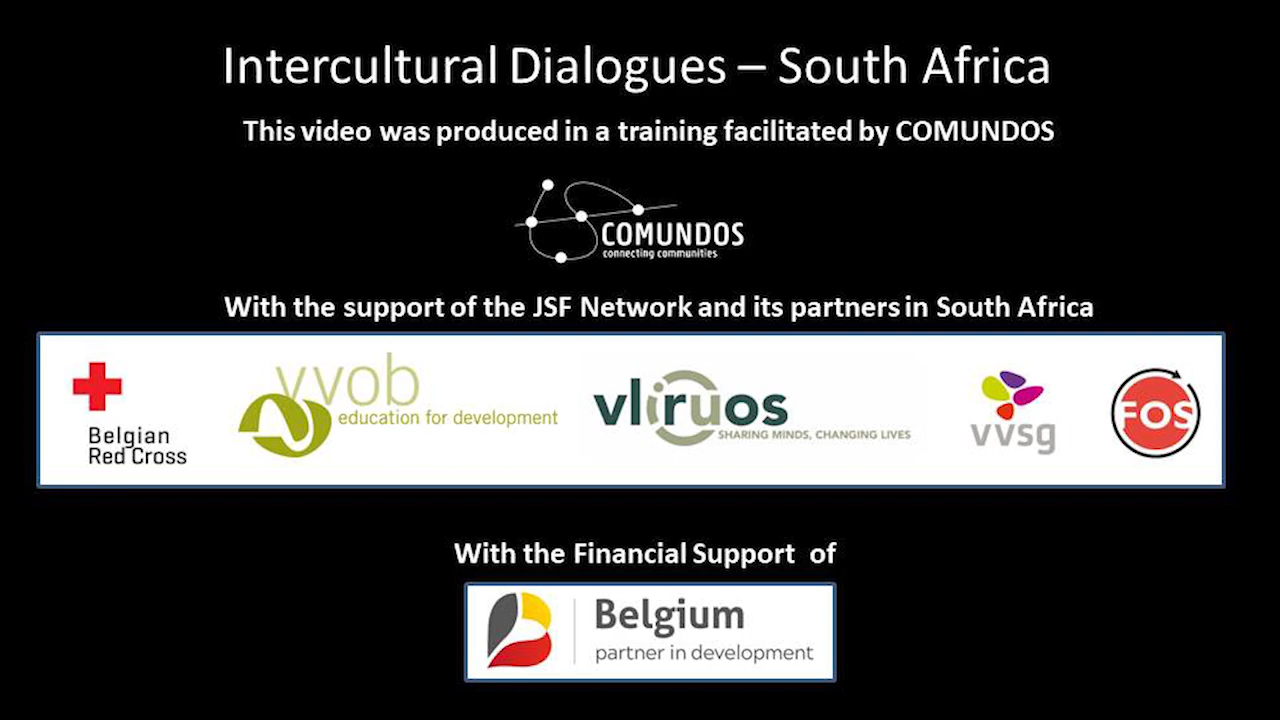 Intercultural Dialogues – South Africa
This video was produced in a training facilitated by COMUNDOS
COMUNDOS
connecting communities
With the support of the JSF Network and its partners in South Africa
Belgian
Red Cross
vvob
education for development
vliruos
SHARING MINDS, CHANGING LIVES
vvsg
FOS
With the Financial Support of
Belgium
partner in development